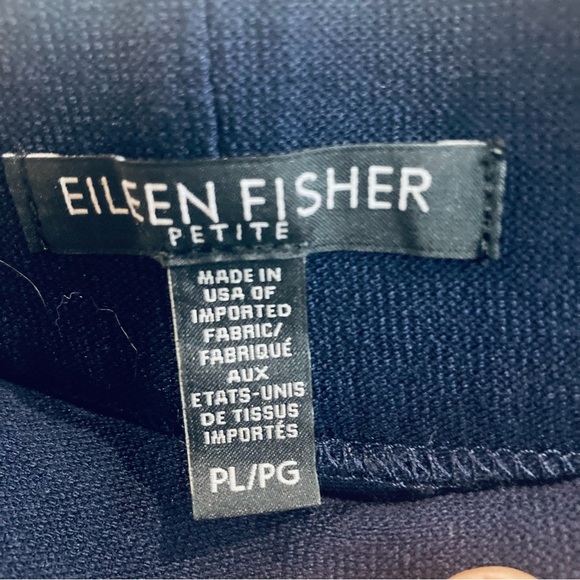 EILEEN FISHER
PETITE
MADE IN
USA OF
IMPORTED
FABRIC/
FABRIQUÉ
AUX
ETATS-UNIS
DE TISSUS
IMPORTÉS
PL/PG